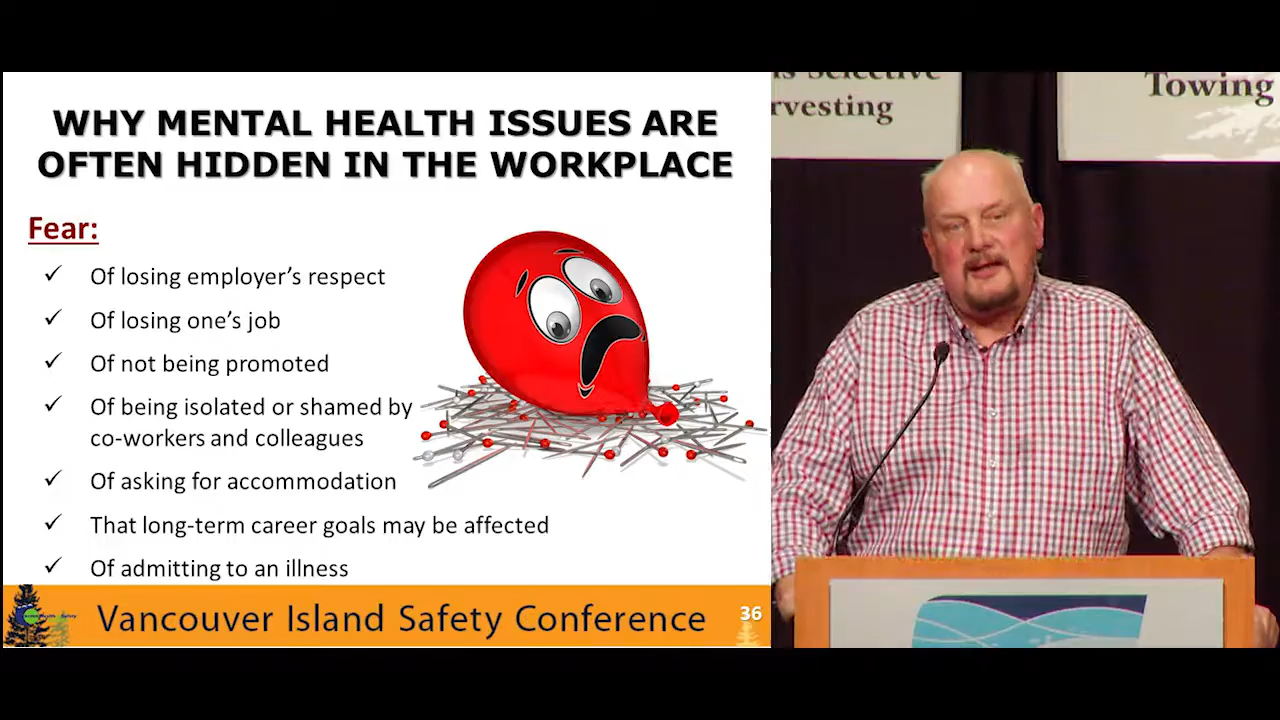 WHY MENTAL HEALTH ISSUES ARE
OFTEN HIDDEN IN THE WORKPLACE
Fear:
✓ Of losing employer's respect
✓ Of losing one's job
✓ Of not being promoted
✓ Of being isolated or shamed by
co-workers and colleagues
✓ Of asking for accommodation
✓ That long-term career goals may be affected
✓ Of admitting to an illness
Vancouver Island Safety Conference
36
Selective
Towing